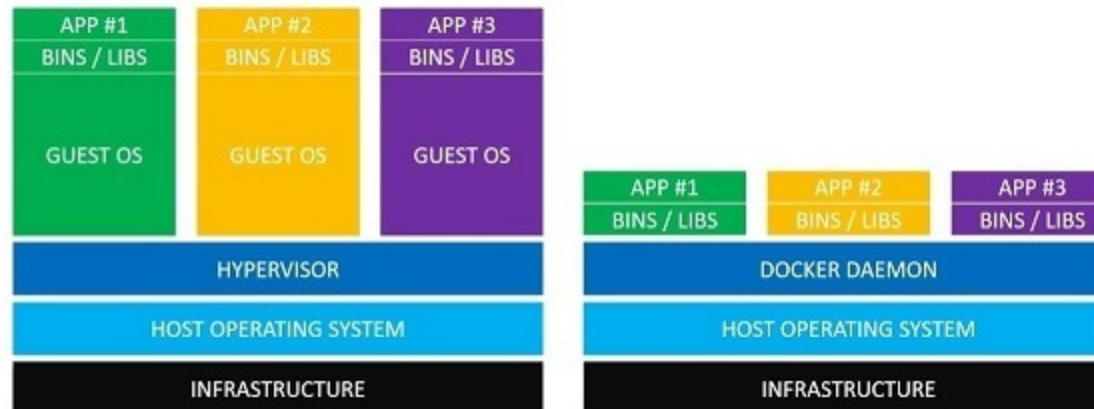 APP #1
BINS / LIBS
GUEST OS
APP #2
BINS / LIBS
GUEST OS
APP #3
BINS / LIBS
GUEST OS
HYPERVISOR
HOST OPERATING SYSTEM
INFRASTRUCTURE
APP #1
BINS / LIBS
APP #2
BINS / LIBS
APP #3
BINS / LIBS
DOCKER DAEMON
HOST OPERATING SYSTEM
INFRASTRUCTURE